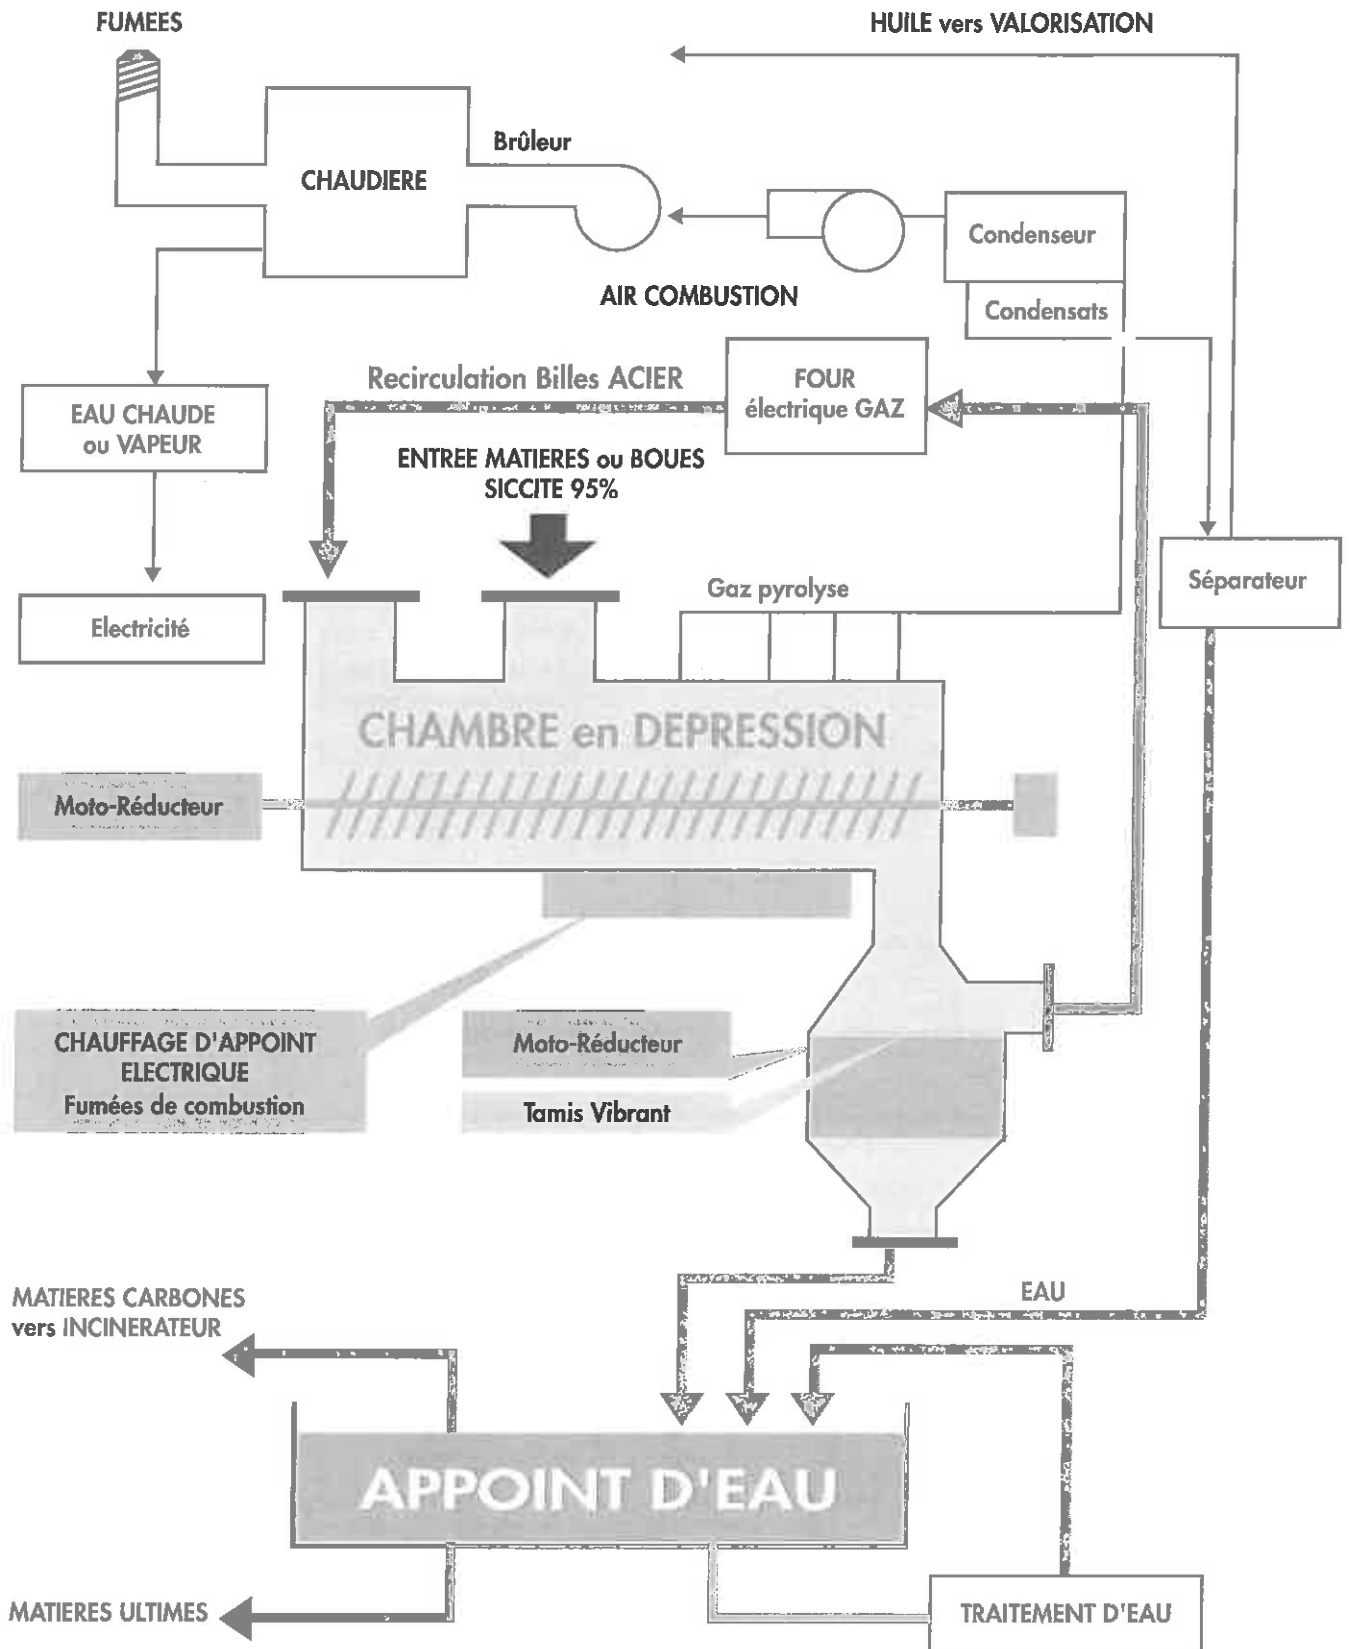 FUMEES
HUILE vers VALORISATION
Brûleur
CHAUDIERE
Condenseur
AIR COMBUSTION
Condensats
Recirculation Billes ACIER
FOUR
électrique GAZ
EAU CHAUDE
ou VAPEUR
ENTREE MATIERES ou BOUES
SICCITE 95%
Gaz pyrolyse
Séparateur
Electricité
CHAMBRE en DEPRESSION
Moto-Réducteur
CHAUFFAGE D'APPOINT
ELECTRIQUE
Fumées de combustion
Moto-Réducteur
Tamis Vibrant
EAU
MATIERES CARBONES
vers INCINERATEUR
APPOINT D'EAU
MATIERES ULTIMES
TRAITEMENT D'EAU